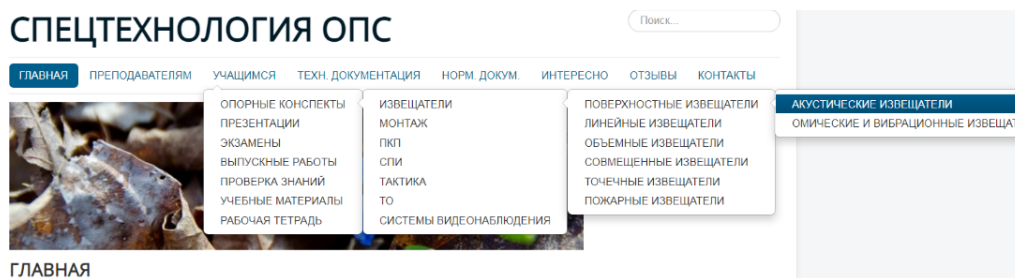 СПЕЦТЕХНОЛОГИЯ ОПС
Поиск...
ГЛАВНАЯ ПРЕПОДАВАТЕЛЯМ УЧАЩИМСЯ ТЕХН. ДОКУМЕНТАЦИЯ НОРМ. ДОКУМ. ИНТЕРЕСНО ОТЗЫВЫ КОНТАКТЫ
ОПОРНЫЕ КОНСПЕКТЫ
ПРЕЗЕНТАЦИИ
ЭКЗАМЕНЫ
ВЫПУСКНЫЕ РАБОТЫ
ПРОВЕРКА ЗНАНИЙ
УЧЕБНЫЕ МАТЕРИАЛЫ
РАБОЧАЯ ТЕТРАДЬ
ИЗВЕЩАТЕЛИ
МОНТАЖ
ПКП
СПИ
ТАКТИКА
ТО
СИСТЕМЫ ВИДЕОНАБЛЮДЕНИЯ
ПОВЕРХНОСТНЫЕ ИЗВЕЩАТЕЛИ
ЛИНЕЙНЫЕ ИЗВЕЩАТЕЛИ
ОБЪЕМНЫЕ ИЗВЕЩАТЕЛИ
СОВМЕЩЕННЫЕ ИЗВЕЩАТЕЛИ
ТОЧЕЧНЫЕ ИЗВЕЩАТЕЛИ
ПОЖАРНЫЕ ИЗВЕЩАТЕЛИ
АКУСТИЧЕСКИЕ ИЗВЕЩАТЕЛИ
ОМИЧЕСКИЕ И ВИБРАЦИОННЫЕ ИЗВЕЩАТ
ГЛАВНАЯ